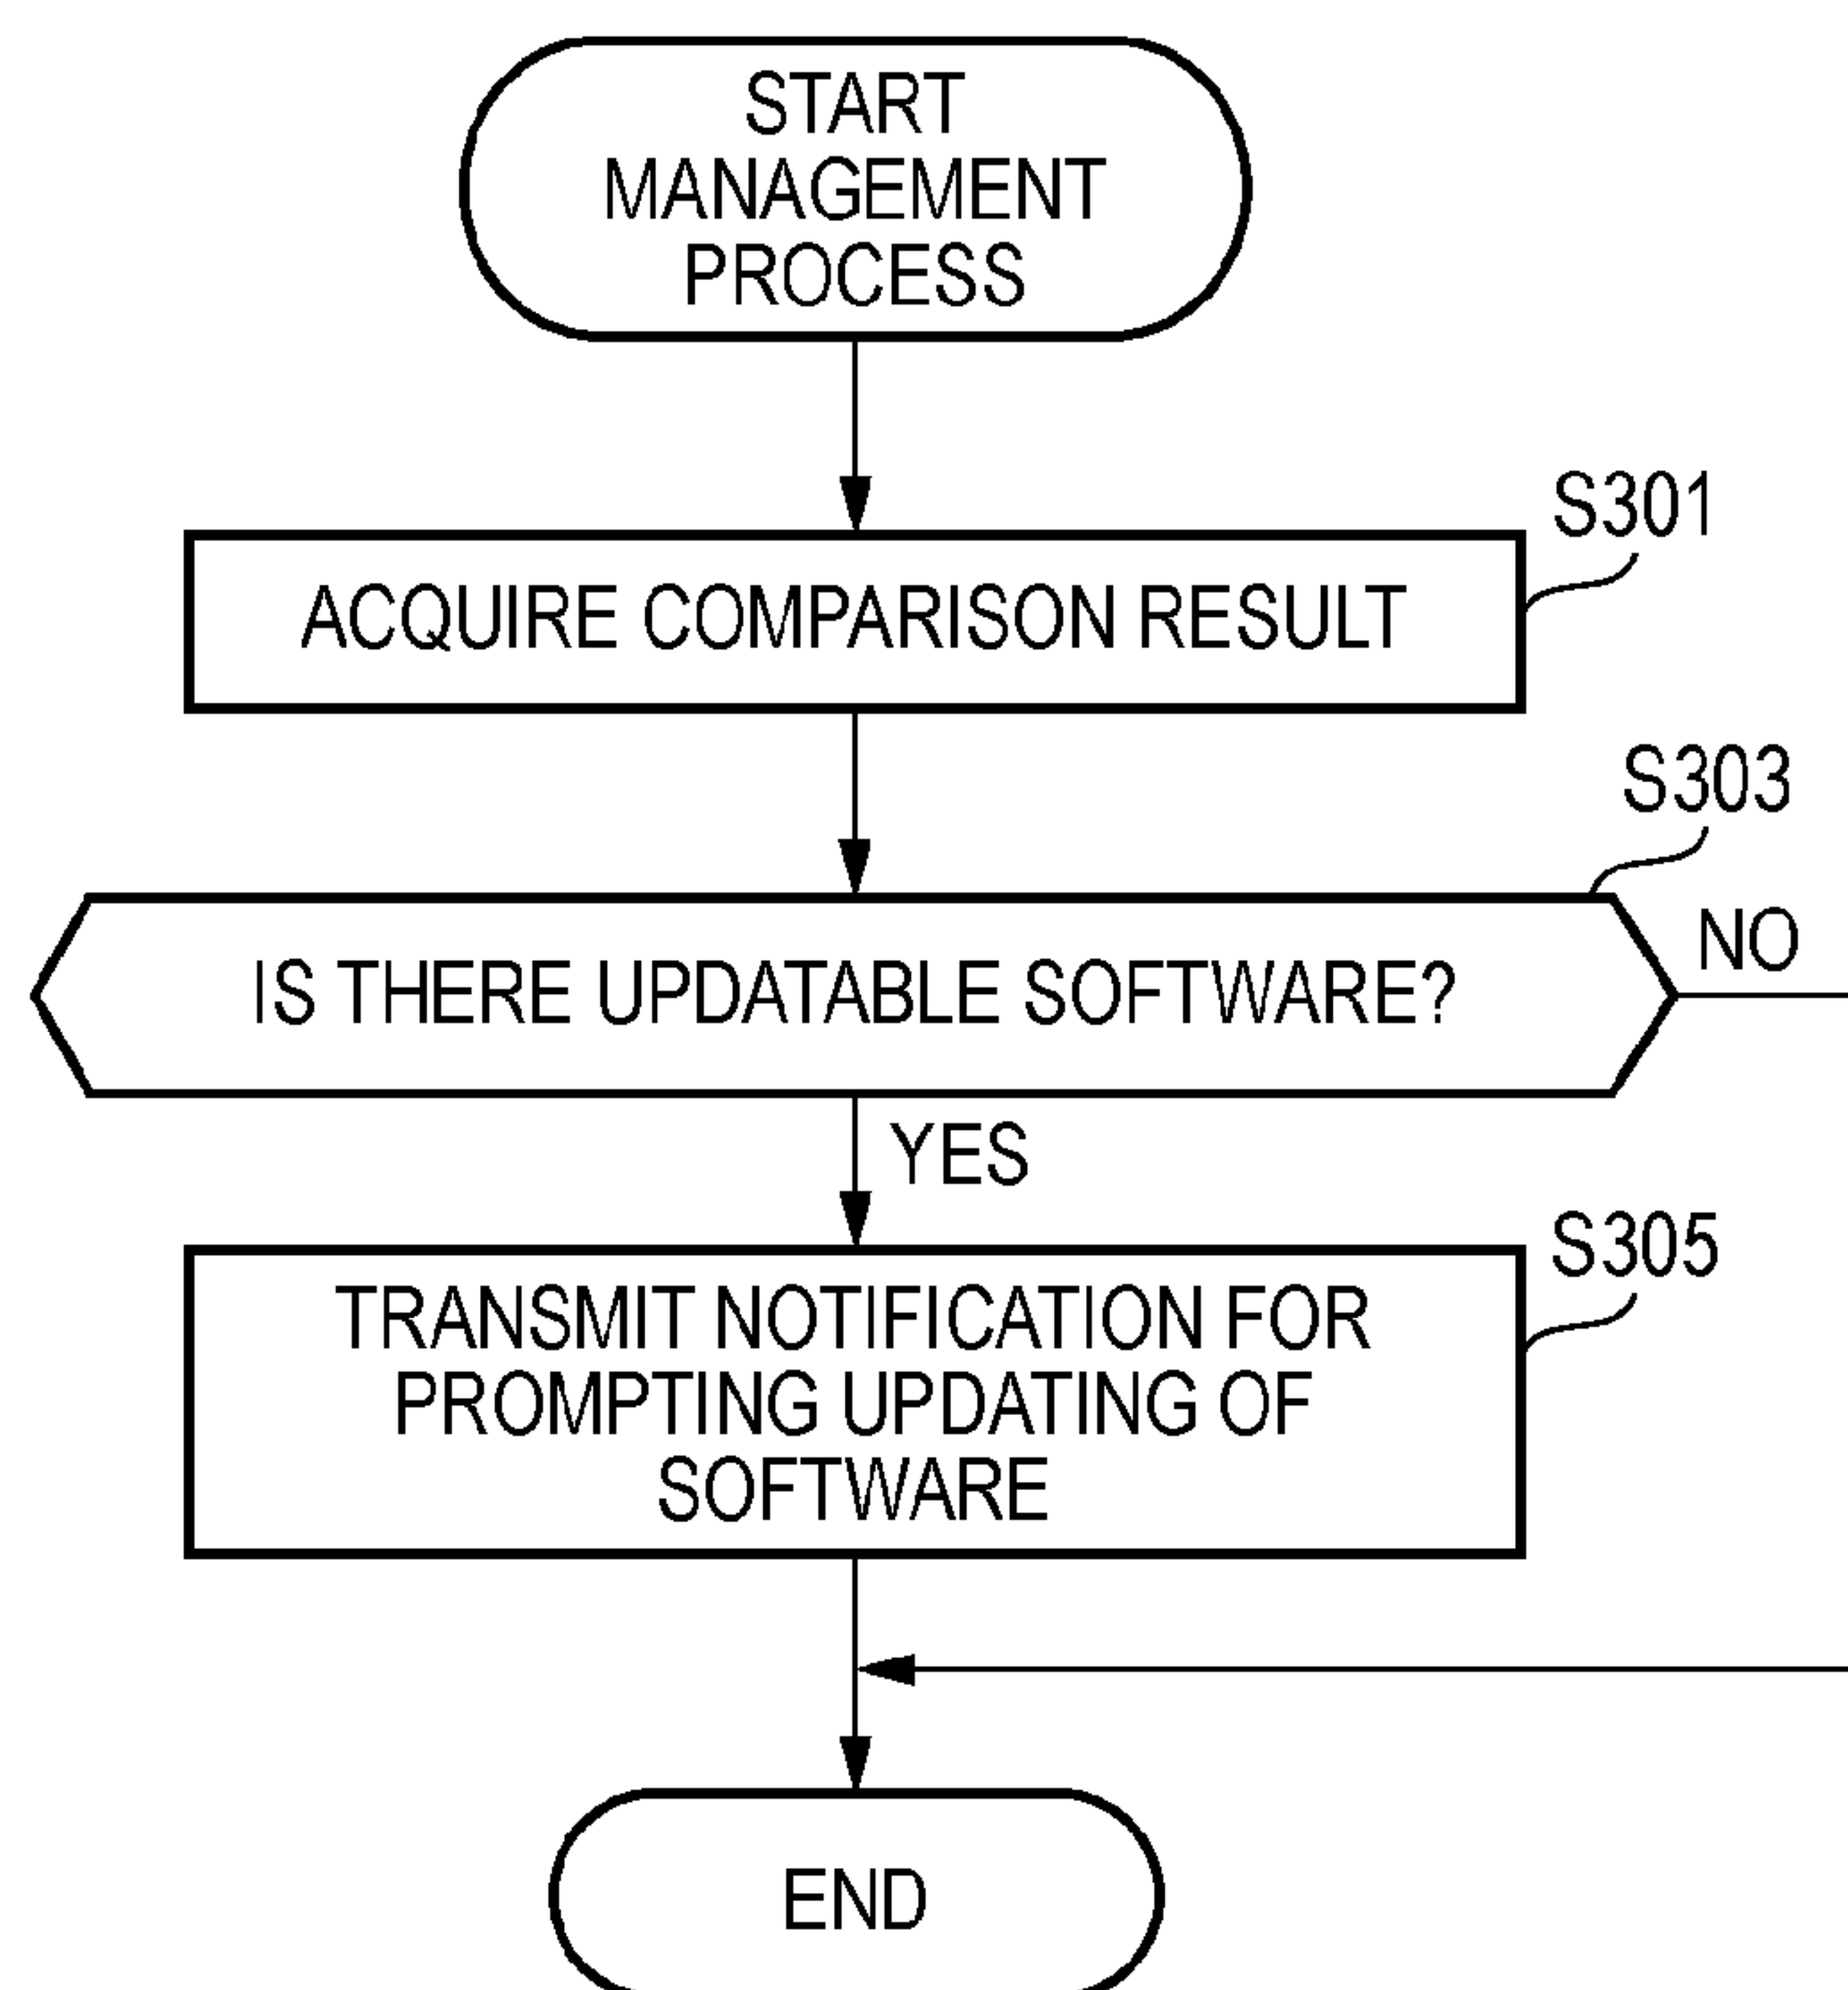 START
MANAGEMENT
PROCESS
S301
ACQUIRE COMPARISON RESULT
S303
IS THERE UPDATABLE SOFTWARE?
NO
YES
S305
TRANSMIT NOTIFICATION FOR
PROMPTING UPDATING OF
SOFTWARE
END